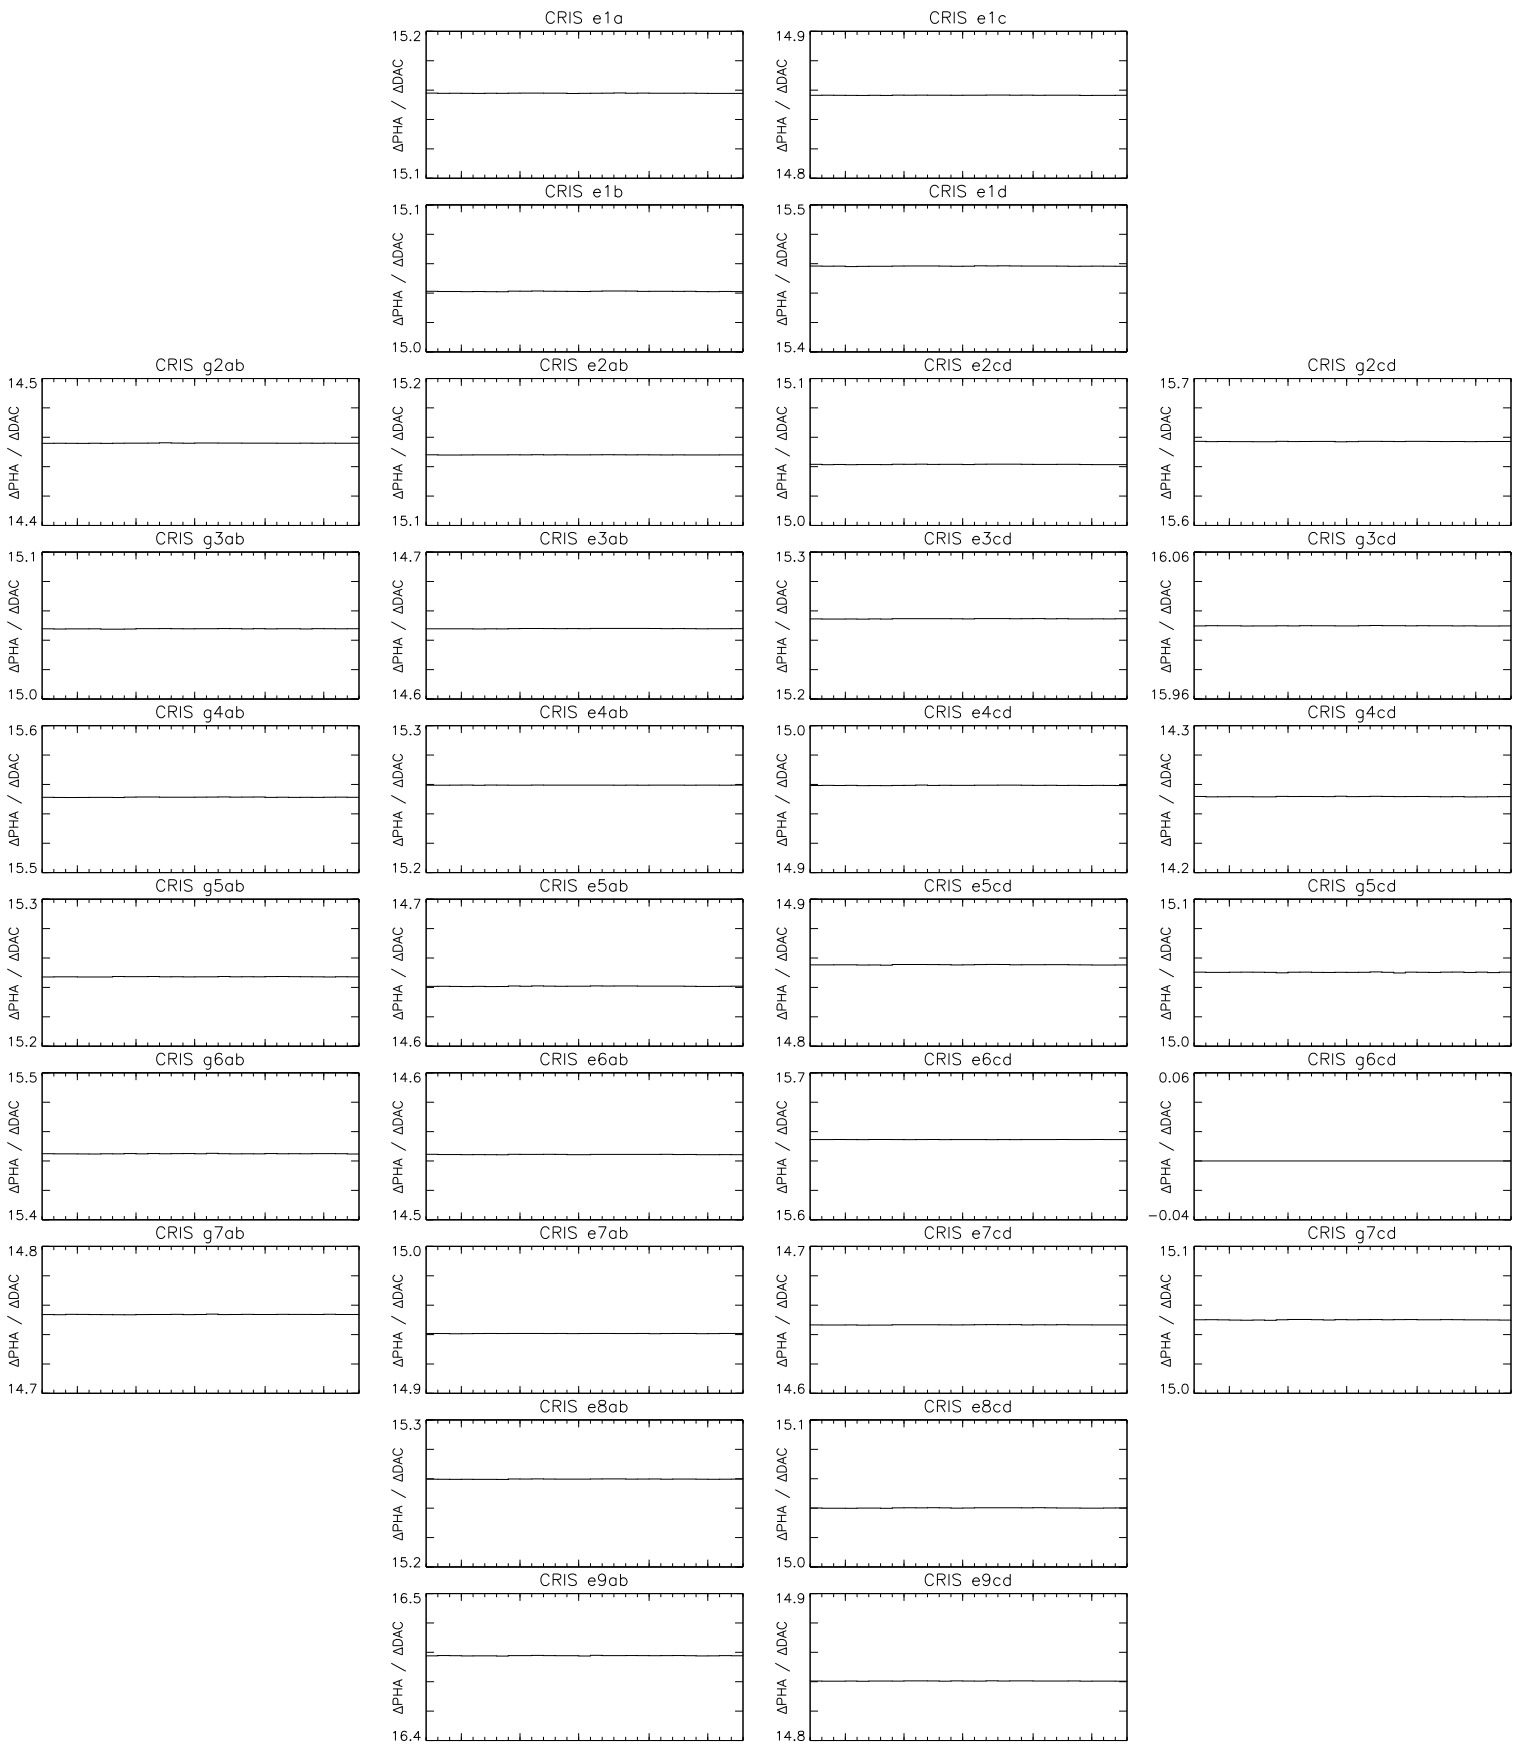 CRIS e1a
15.2
ΔPHA / ΔDAC
15.1
CRIS e1c
14.9
ΔPHA / ΔDAC
14.8
CRIS e1b
15.1
ΔPHA / ΔDAC
15.0
CRIS e1d
15.5
ΔPHA / ΔDAC
15.4
CRIS g2ab
14.5
ΔPHA / ΔDAC
14.4
CRIS e2ab
15.2
ΔPHA / ΔDAC
15.1
CRIS e2cd
15.1
ΔPHA / ΔDAC
15.0
CRIS g2cd
15.7
ΔPHA / ΔDAC
15.6
CRIS g3ab
15.1
ΔPHA / ΔDAC
15.0
CRIS e3ab
14.7
ΔPHA / ΔDAC
14.6
CRIS e3cd
15.3
ΔPHA / ΔDAC
15.2
CRIS g3cd
16.06
ΔPHA / ΔDAC
15.96
CRIS g4ab
15.6
ΔPHA / ΔDAC
15.5
CRIS e4ab
15.3
ΔPHA / ΔDAC
15.2
CRIS e4cd
15.0
ΔPHA / ΔDAC
14.9
CRIS g4cd
14.3
ΔPHA / ΔDAC
14.2
CRIS g5ab
15.3
ΔPHA / ΔDAC
15.2
CRIS e5ab
14.7
ΔPHA / ΔDAC
14.6
CRIS e5cd
14.9
ΔPHA / ΔDAC
14.8
CRIS g5cd
15.1
ΔPHA / ΔDAC
15.0
CRIS g6ab
15.5
ΔPHA / ΔDAC
15.4
CRIS e6ab
14.6
ΔPHA / ΔDAC
14.5
CRIS e6cd
15.7
ΔPHA / ΔDAC
15.6
CRIS g6cd
0.06
ΔPHA / ΔDAC
-0.04
CRIS g7ab
14.8
ΔPHA / ΔDAC
14.7
CRIS e7ab
15.0
ΔPHA / ΔDAC
14.9
CRIS e7cd
14.7
ΔPHA / ΔDAC
14.6
CRIS g7cd
15.1
ΔPHA / ΔDAC
15.0
CRIS e8ab
15.3
ΔPHA / ΔDAC
15.2
CRIS e8cd
15.1
ΔPHA / ΔDAC
15.0
CRIS e9ab
16.5
ΔPHA / ΔDAC
16.4
CRIS e9cd
14.9
ΔPHA / ΔDAC
14.8